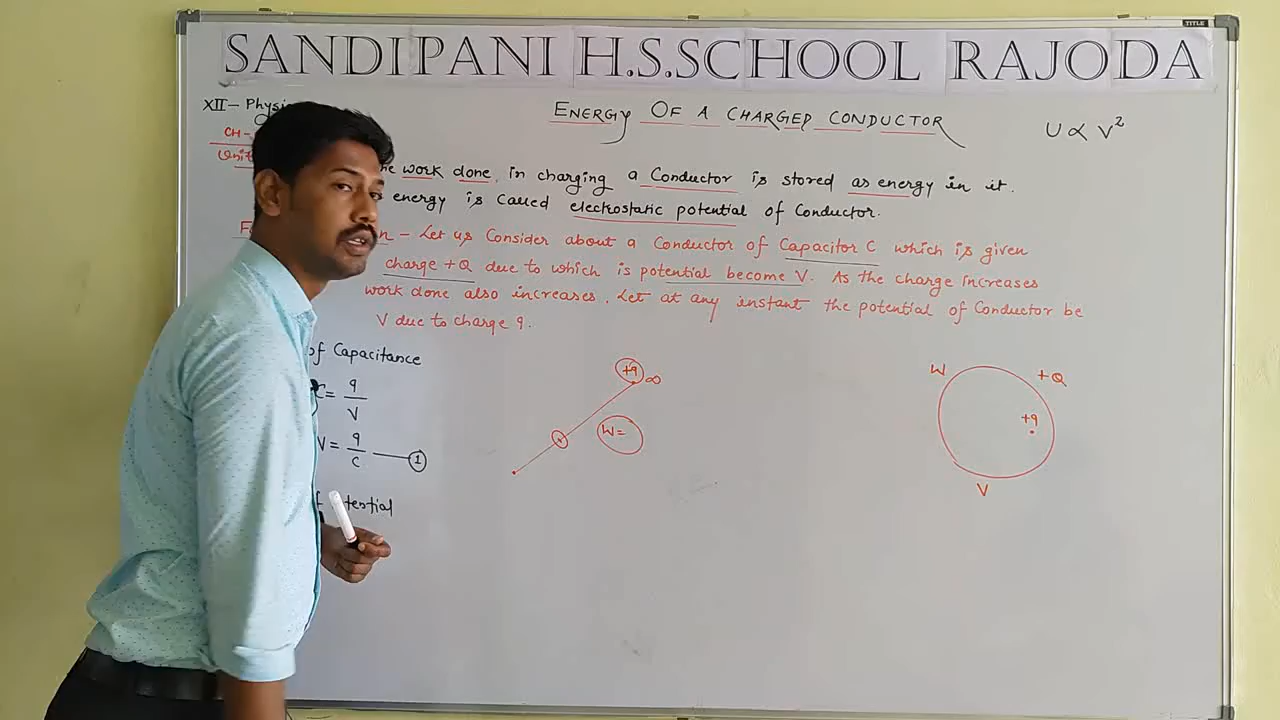 TITLE
SANDIPANI H.S.SCHOOL RAJODA
XII- Physi
ENERGY OF A CHARGED CONDUCTOR
U ∝ V²
CH-
Unit
he work done in charging a Conductor is stored as energy in it.
energy is called electrostatic potential of Conductor.
F n - Let us Consider about a Conductor of Capacitor C which is given
charge +Q due to which is potential become V. As the charge increases
work done also increases. Let at any instant the potential of Conductor be
V due to charge q.
of Capacitance
C = q/V
V = q/C ① 
f tential
+q ∞
W=
W +Q
+q
V